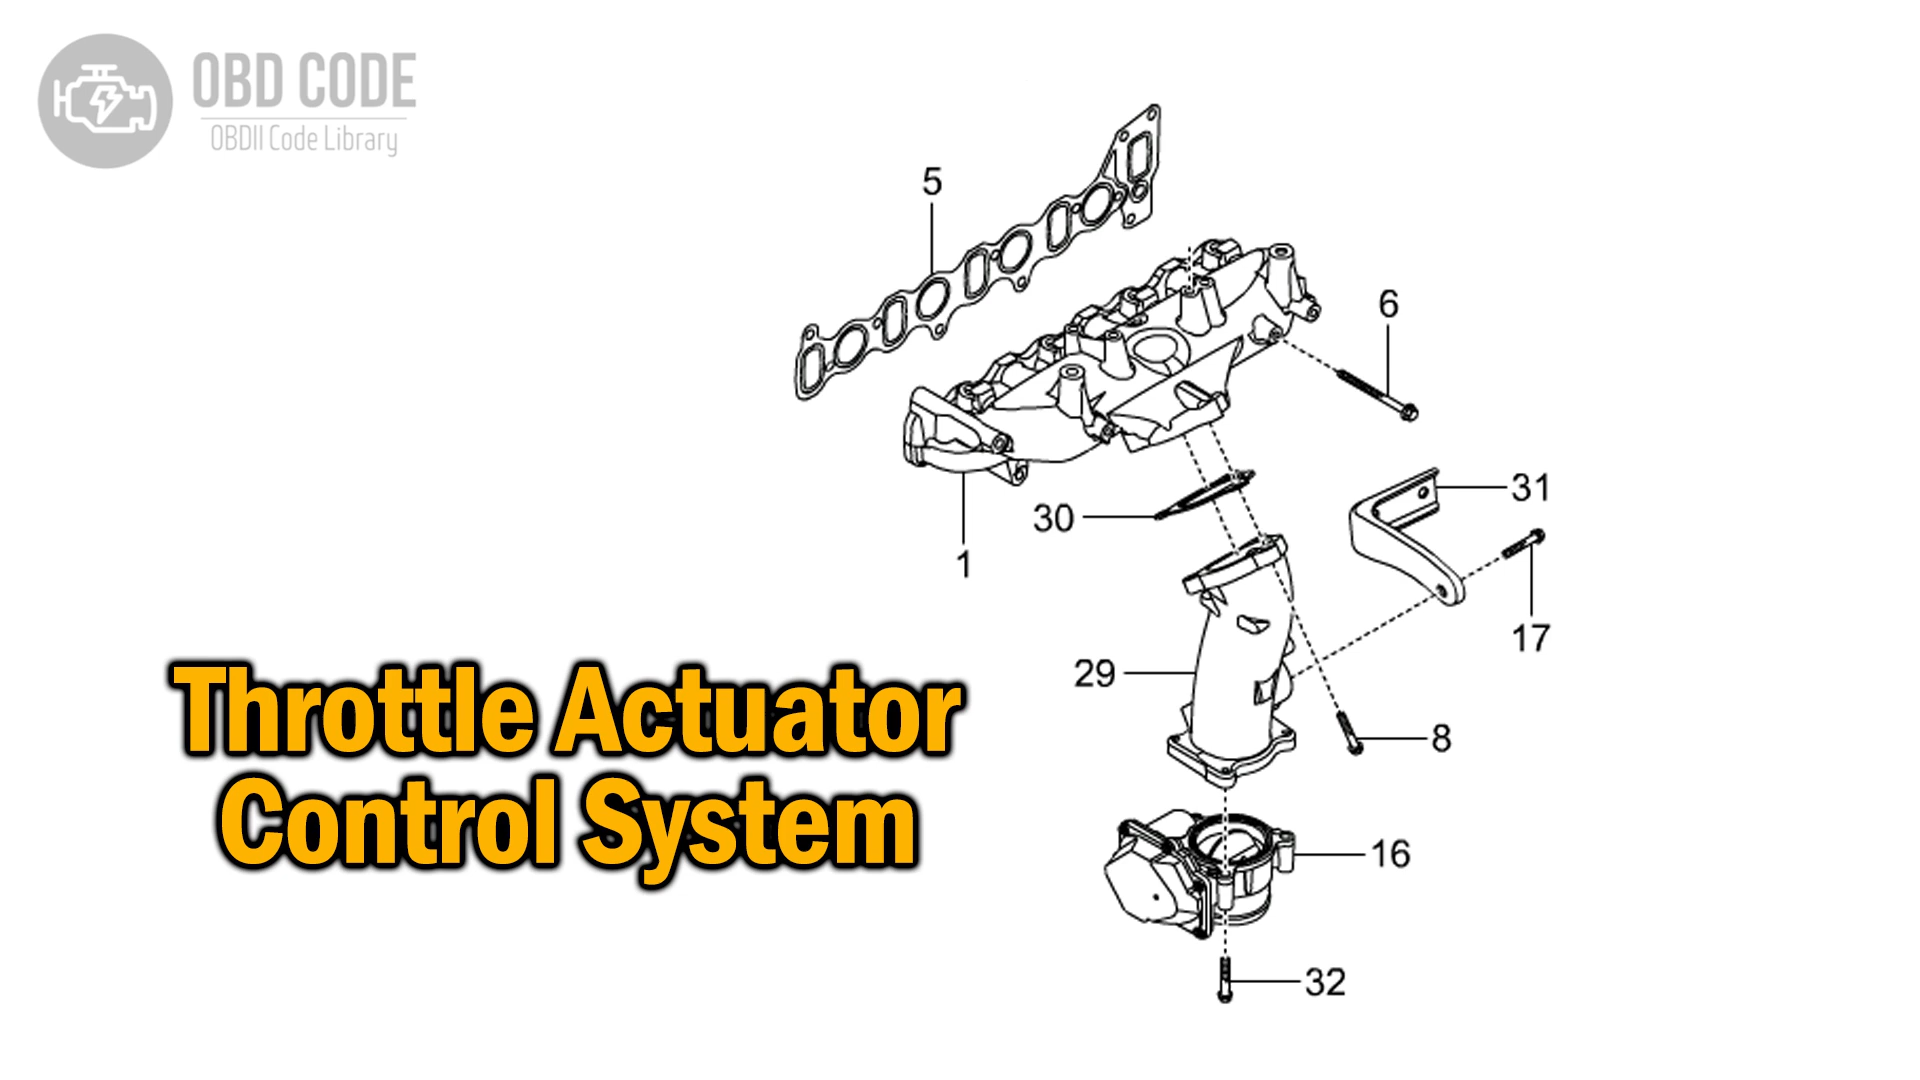 OBD CODE
OBDII Code Library
5
6
31
30
1
17
29
8
Throttle Actuator
Control System
16
32